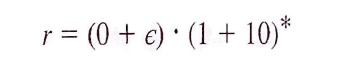 r = (0 + ϵ) · (1 + 10)*